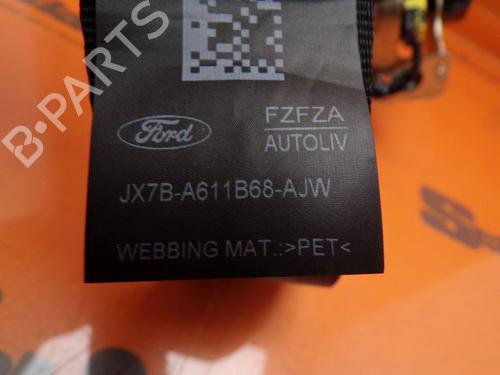 B-PARTS
Ford
FZFZA
AUTOLIV
JX7B-A611B68-AJW
WEBBING MAT.:>PET<